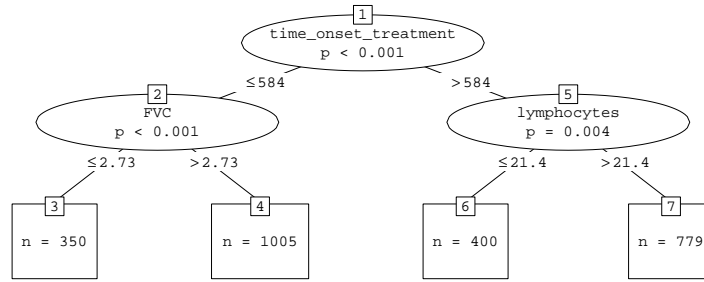 1
time_onset_treatment
p < 0.001
≤584
>584
2
FVC
p < 0.001
5
lymphocytes
p = 0.004
≤2.73
>2.73
≤21.4
>21.4
3
n = 350
4
n = 1005
6
n = 400
7
n = 779